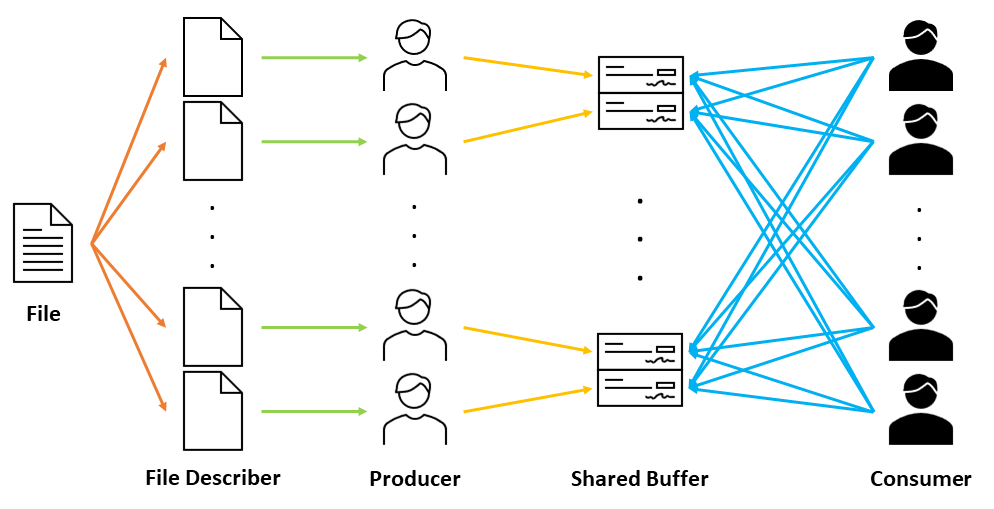 File
File Describer
Producer
Shared Buffer
Consumer